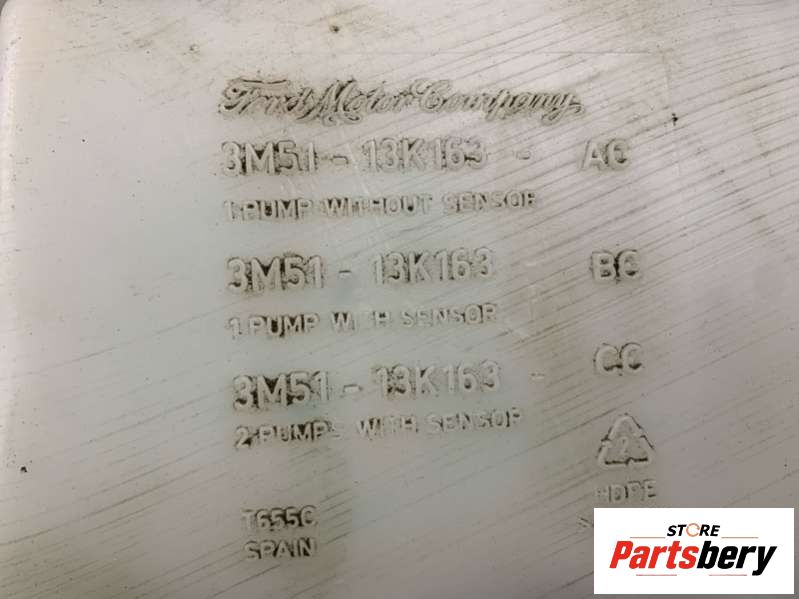 Ford Motor Company
3M51 - 13K163 - AC
1 PUMP WITHOUT SENSOR
3M51 - 13K163 BC
1 PUMP WITH SENSOR
3M51 - 13K163 - CC
2 PUMPS WITH SENSOR
2
HDPE
T655C
SPAIN
STORE
Partsbery